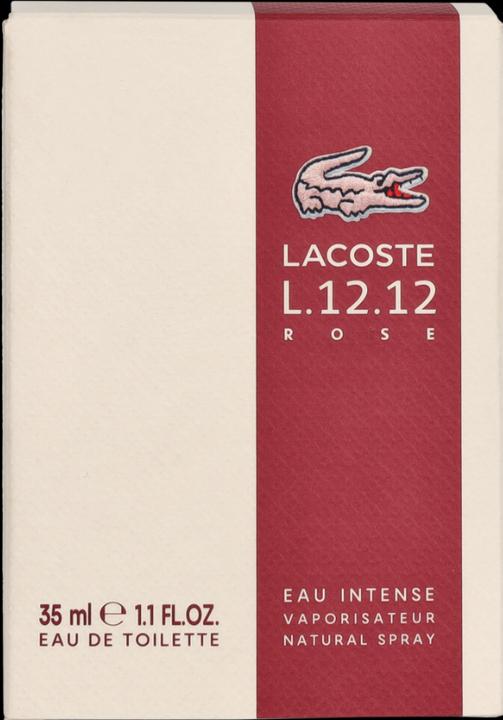 LACOSTE
L.12.12
ROSE
EAU INTENSE
VAPORISATEUR
NATURAL SPRAY
35 ml ℮ 1.1 FL.OZ.
EAU DE TOILETTE